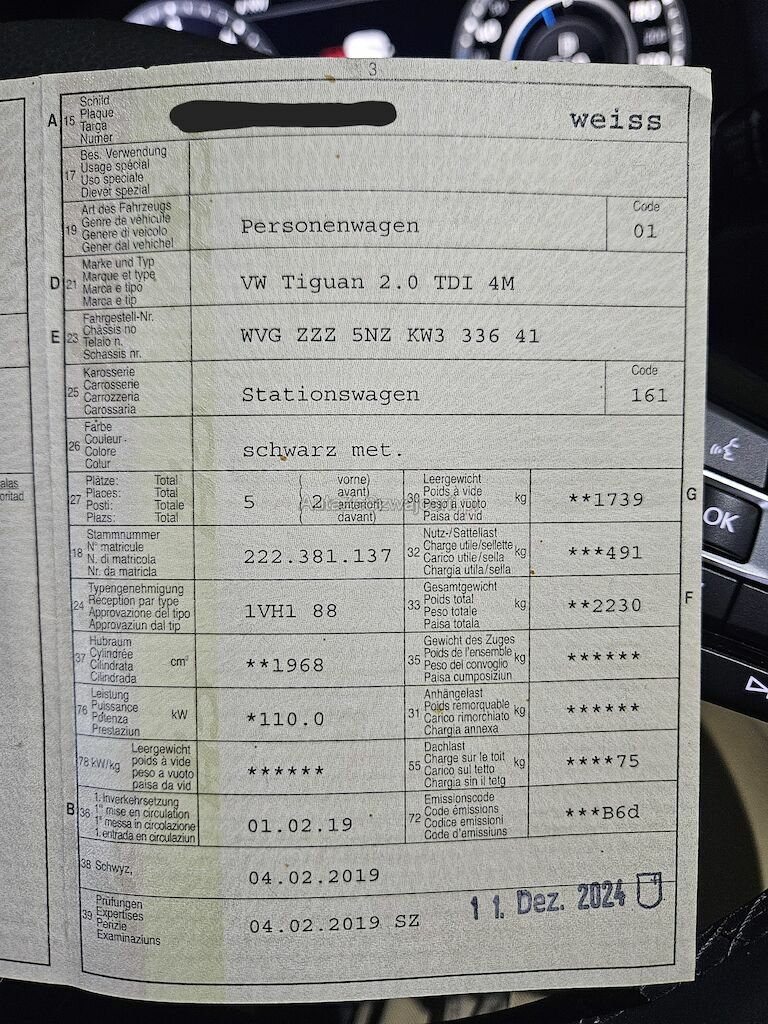 3
A 15 Schild
Plaque
Targa
Numer
weiss
17 Bes. Verwendung
Usage spécial
Uso speciale
Diever spezial
19 Art des Fahrzeugs
Genre de véhicule
Genere di veicolo
Gener dal vehichel
Personenwagen
Code
01
D 21 Marke und Typ
Marque et type
Marca e tipo
Marca e tip
VW Tiguan 2.0 TDI 4M
E 23 Fahrgestell-Nr.
Châssis no
Telaio n.
Schassis nr.
WVG ZZZ 5NZ KW3 336 41
25 Karosserie
Carrosserie
Carrozzeria
Carossaria
Stationswagen
Code
161
26 Farbe
Couleur
Colore
Colur
schwarz met.
27 Plätze: Total
Places: Total
Posti: Totale
Plazs: Total
5 ( 2 vorne)
avant)
anteriori)
davant)
30 Leergewicht
Poids à vide
Peso a vuoto
Paisa da vid
kg
**1739
G
18 Stammnummer
N° matricule
N. di matricola
Nr. da matricla
222.381.137
32 Nutz-/Sattellast
Charge utile/sellette
Carico utile/sella
Chargia utila/sella
kg
***491
24 Typengenehmigung
Réception par type
Approvazione del tipo
Approvaziun dal tip
1VH1 88
33 Gesamtgewicht
Poids total
Peso totale
Paisa totala
kg
**2230
F
37 Hubraum
Cylindrée
Cilindrata
Cilindrada
cm³
**1968
35 Gewicht des Zuges
Poids de l'ensemble
Peso del convoglio
Paisa cumposiziun
kg
******
76 Leistung
Puissance
Potenza
Prestaziun
kW
*110.0
31 Anhängelast
Poids remorquable
Carico rimorchiato
Chargia annexa
kg
******
78 kW/kg Leergewicht
poids à vide
peso a vuoto
paisa da vid
******
55 Dachlast
Charge sur le toit
Carico sul tetto
Chargia sin il tetg
kg
****75
B 36 1. Inverkehrsetzung
1re mise en circulation
1a messa in circolazione
1. entrada en circulaziun
01.02.19
72 Emissionscode
Code émissions
Codice emissioni
Code d'emissiuns
***B6d
38 Schwyz,
04.02.2019
39 Prüfungen
Expertises
Perizie
Examinaziuns
04.02.2019 SZ
11. Dez. 2024
OK